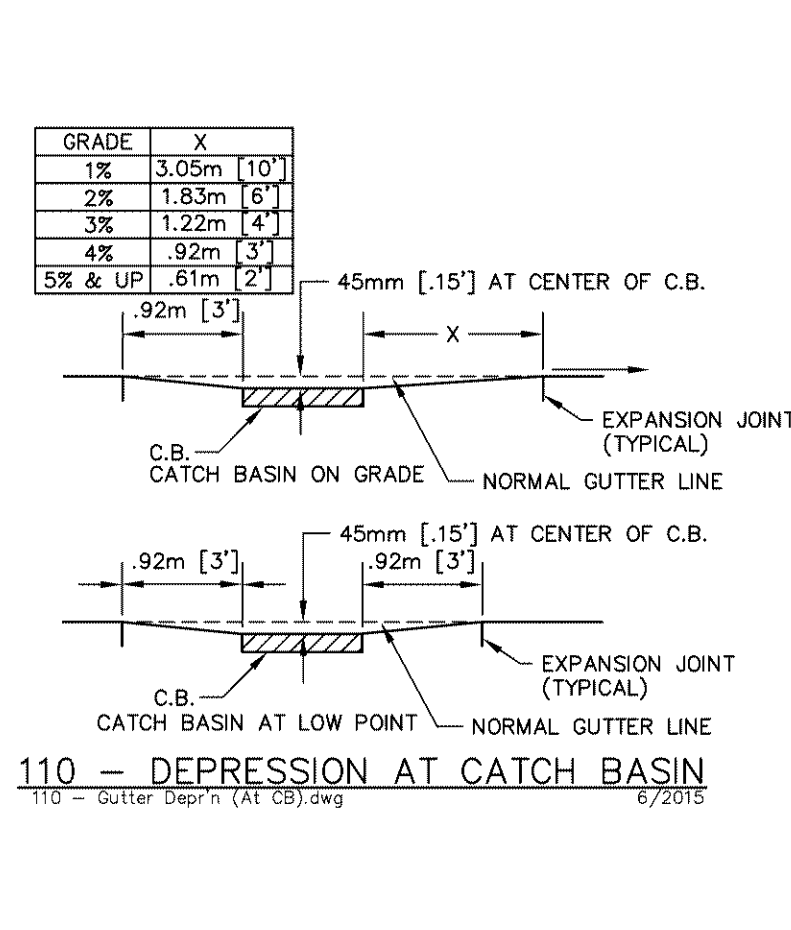 GRADE X
1% 3.05m [10']
2% 1.83m [6']
3% 1.22m [4']
4% .92m [3']
5% & UP .61m [2']
45mm [.15'] AT CENTER OF C.B.
.92m [3']
X
EXPANSION JOINT
(TYPICAL)
C.B.
CATCH BASIN ON GRADE
NORMAL GUTTER LINE
45mm [.15'] AT CENTER OF C.B.
.92m [3'] .92m [3']
EXPANSION JOINT
(TYPICAL)
C.B.
CATCH BASIN AT LOW POINT
NORMAL GUTTER LINE
110 – DEPRESSION AT CATCH BASIN
110 – Gutter Depr'n (At CB).dwg 6/2015